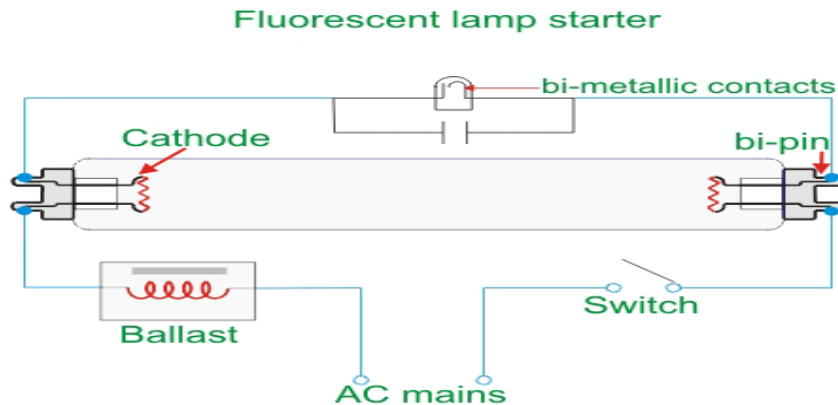 Fluorescent lamp starter
bi-metallic contacts
Cathode
bi-pin
Ballast
Switch
AC mains